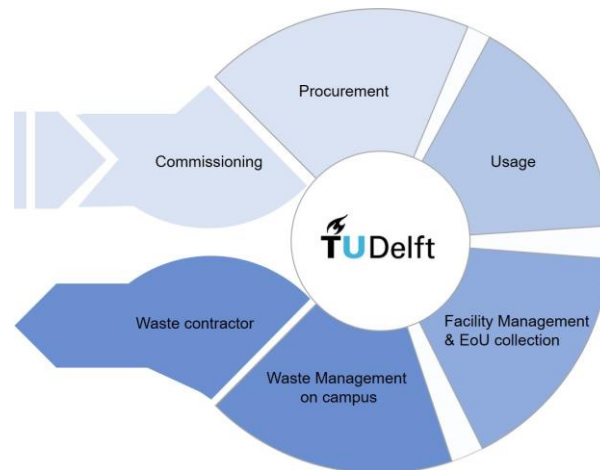 Procurement
Commissioning
Usage
TUDelft
Waste contractor
Facility Management
& EoU collection
Waste Management
on campus